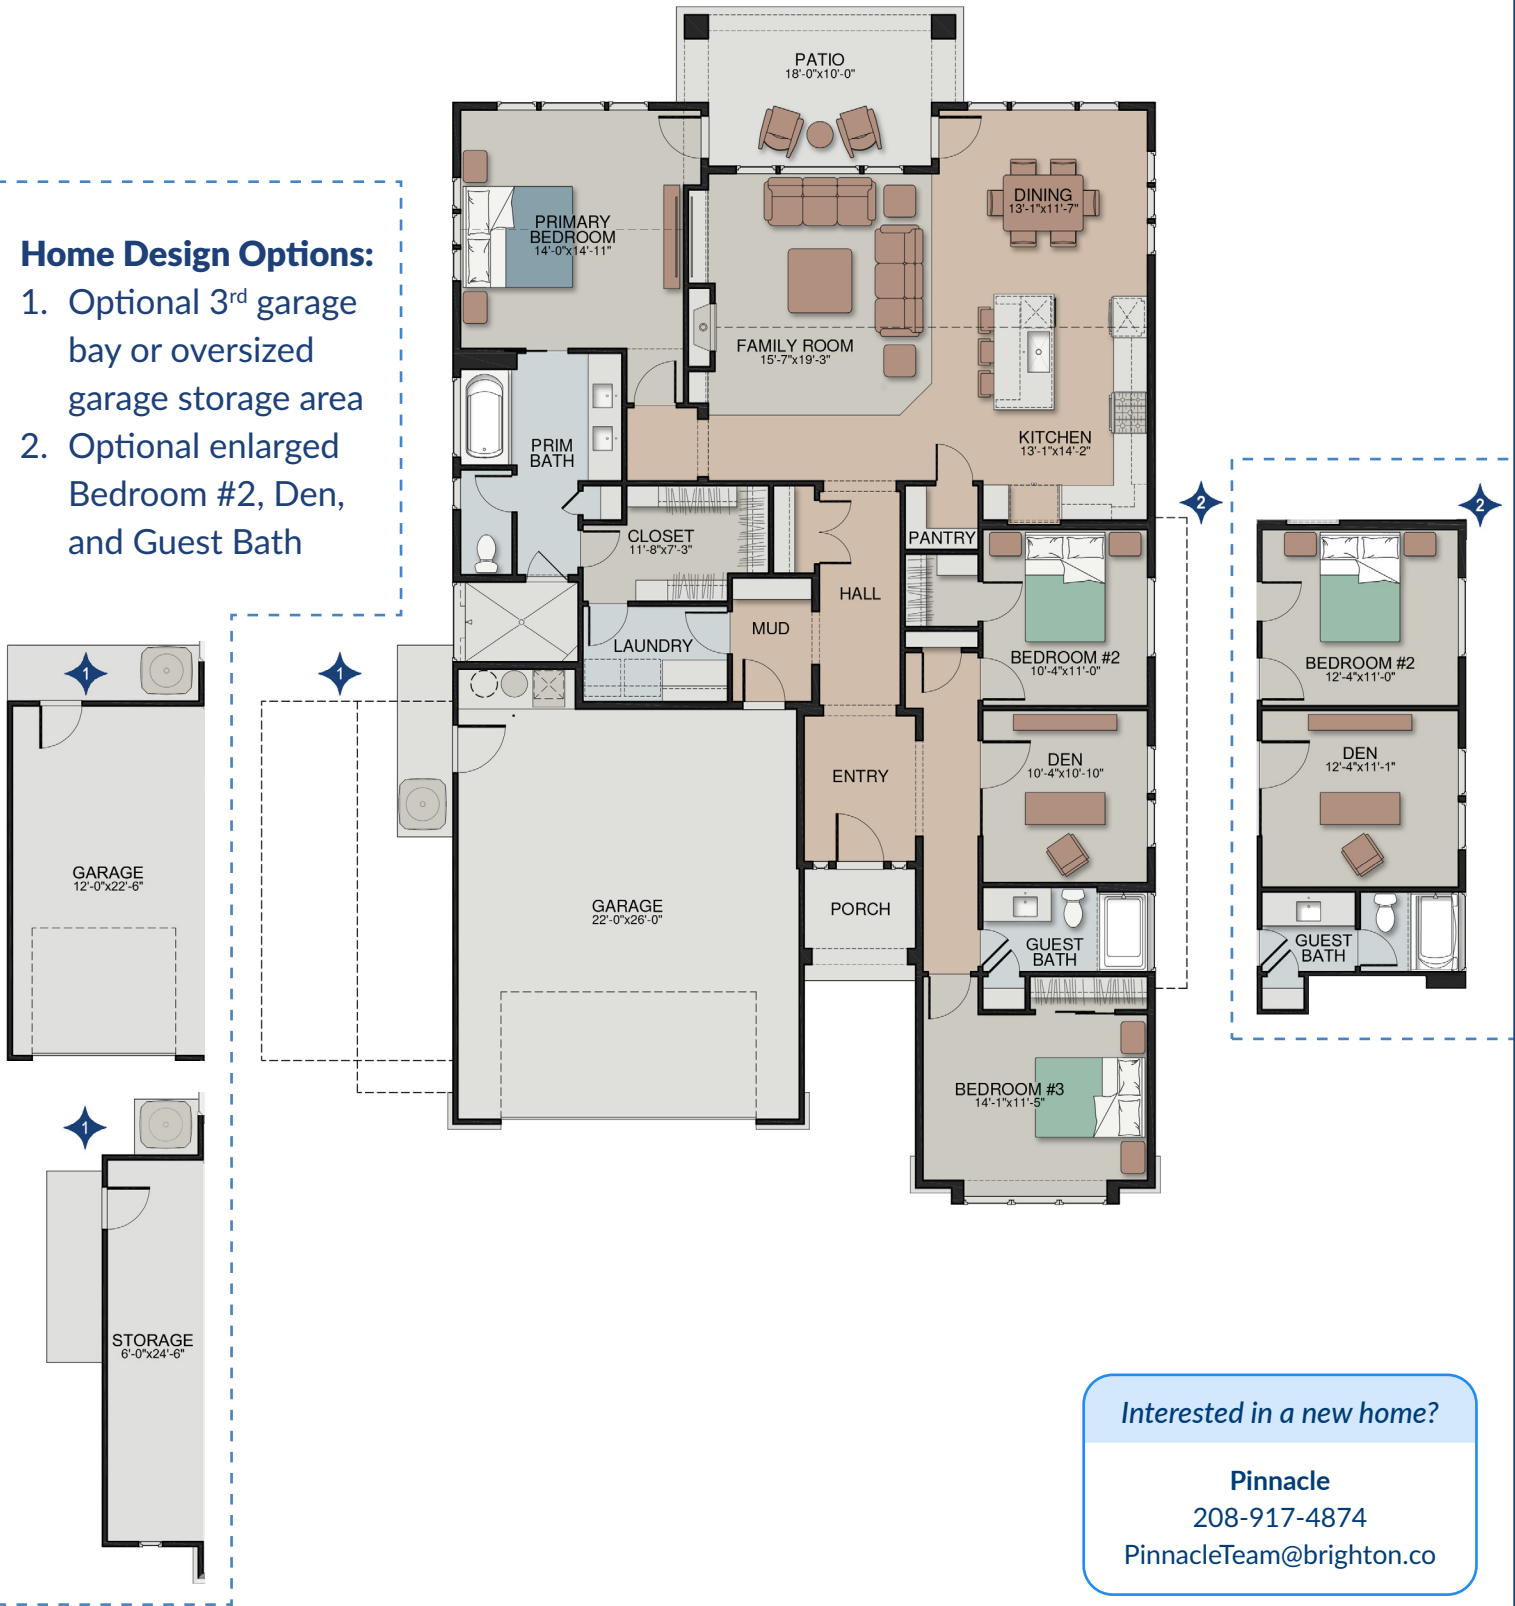 PATIO
18'-0"x10'-0"
DINING
13'-1"x11'-7"
PRIMARY
BEDROOM
14'-0"x14'-11"
Home Design Options:
1. Optional 3rd garage
bay or oversized
garage storage area
2. Optional enlarged
Bedroom #2, Den,
and Guest Bath
FAMILY ROOM
15'-7"x19'-3"
KITCHEN
13'-1"x14'-2"
PRIM
BATH
CLOSET
11'-8"x7'-3"
PANTRY
2
2
HALL
MUD
LAUNDRY
BEDROOM #2
10'-4"x11'-0"
BEDROOM #2
12'-4"x11'-0"
1
1
ENTRY
DEN
10'-4"x10'-10"
DEN
12'-4"x11'-1"
GARAGE
12'-0"x22'-6"
GARAGE
22'-0"x26'-0"
PORCH
GUEST
BATH
GUEST
BATH
BEDROOM #3
14'-1"x11'-5"
1
STORAGE
6'-0"x24'-6"
Interested in a new home?
Pinnacle
208-917-4874
PinnacleTeam@brighton.co